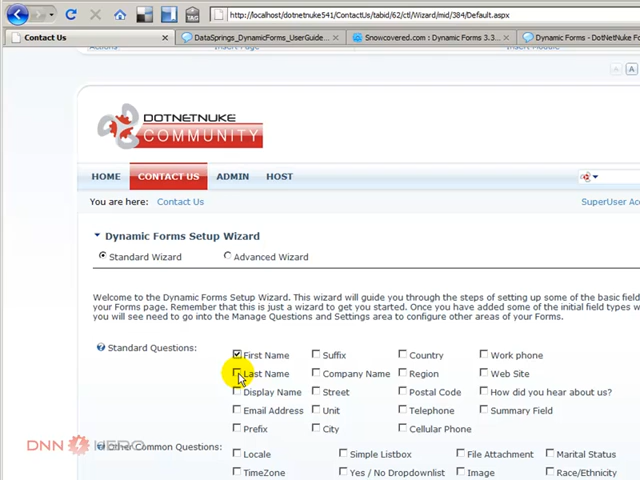 http://localhost/dotnetnuke541/ContactUs/tabid/62/ctl/Wizard/mid/384/Default.aspx
TAG
Contact Us
DataSprings_DynamicForms_UserGuide...
Snowcovered.com : Dynamic Forms 3.3...
Dynamic Forms - DotNetNuke Fo
Actions
Insert Page
Insert Module
A
DOTNETNUKE
COMMUNITY
HOME CONTACT US ADMIN HOST
You are here: Contact Us
SuperUser Acc
Dynamic Forms Setup Wizard
Standard Wizard Advanced Wizard
Welcome to the Dynamic Forms Setup Wizard. This wizard will guide you through the steps of setting up some of the basic field
your Forms page. Remember that this is just a wizard to get you started. Once you have added some of the initial field types w
you will see need to go into the Manage Questions and Settings area to configure other areas of your Forms.
Standard Questions:
First Name Suffix Country Work phone
Last Name Company Name Region Web Site
Display Name Street Postal Code How did you hear about us?
Email Address Unit Telephone Summary Field
Prefix City Cellular Phone
DNN HERO
Other Common Questions:
Locale Simple Listbox File Attachment Marital Status
TimeZone Yes / No Dropdownlist Image Race/Ethnicity